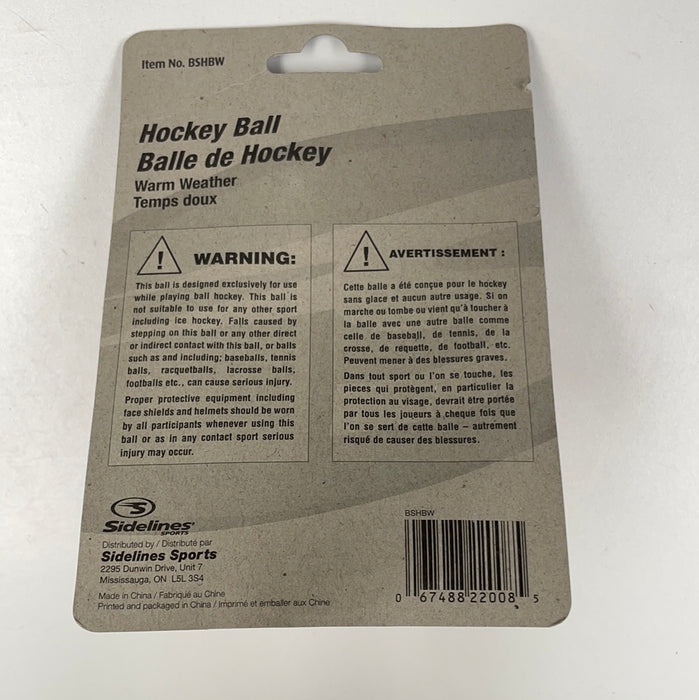 Item No. BSHBW
Hockey Ball
Balle de Hockey
Warm Weather
Temps doux
! WARNING:
This ball is designed exclusively for use
while playing ball hockey. This ball is
not suitable to use for any other sport
including ice hockey. Falls caused by
stepping on this ball or any other direct
or indirect contact with this ball, or balls
such as and including; baseballs, tennis
balls, racquetballs, lacrosse balls,
footballs etc., can cause serious injury.
Proper protective equipment including
face shields and helmets should be worn
by all participants whenever using this
ball or as in any contact sport serious
injury may occur.
! AVERTISSEMENT :
Cette balle a été conçue pour le hockey
sans glace et aucun autre usage. Si on
marche ou tombe ou vient qu'à toucher à
la balle avec une autre balle comme
celle de baseball, de tennis, de la
crosse, de requette, de football, etc.
Peuvent mener à des blessures graves.
Dans tout sport ou l'on se touche, les
pieces qui protègent, en particulier la
protection au visage, devrait être portée
par tous les joueurs à cheque fois que
l'on se sert de cette balle – autrement
risqué de causer des blessures.
Sidelines
SPORTS
Distributed by / Distributé par
Sidelines Sports
2295 Dunwin Drive, Unit 7
Mississauga, ON L5L 3S4
Made in China / Fabriqué au Chine
Printed and packaged in China / Imprimé et emballer aux Chine
BSHBW
0 67488 22008 5